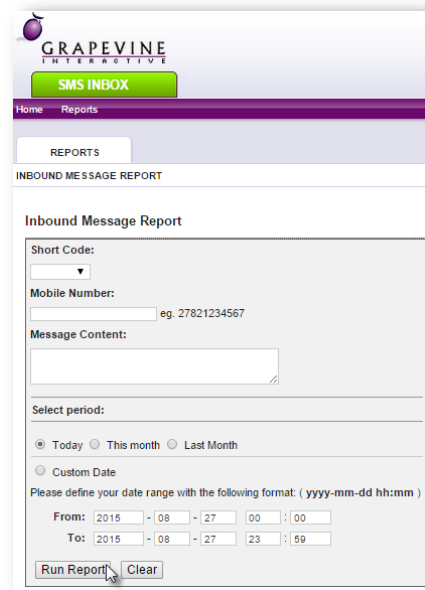 GRAPEVINE
INTERACTIVE
SMS INBOX
Home Reports
REPORTS
INBOUND MESSAGE REPORT
Inbound Message Report
Short Code:
Mobile Number:
eg. 27821234567
Message Content:
Select period:
Today This month Last Month
Custom Date
Please define your date range with the following format: ( yyyy-mm-dd hh:mm )
From: 2015 - 08 - 27 00 : 00
To: 2015 - 08 - 27 23 : 59
Run Report Clear